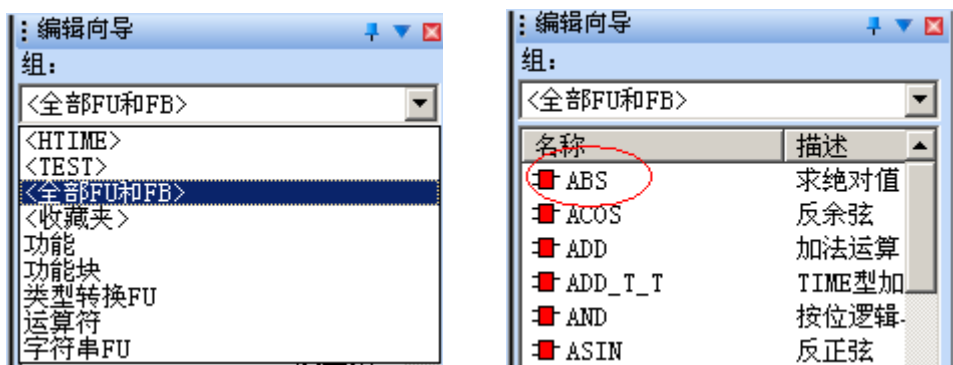 编辑向导
组:
<全部FU和FB>
<HTIME>
<TEST>
<全部FU和FB>
<收藏夹>
功能
功能块
类型转换FU
运算符
字符串FU
编辑向导
组:
<全部FU和FB>
名称 描述
ABS 求绝对值
ACOS 反余弦
ADD 加法运算
ADD_T_T TIME型加
AND 按位逻辑
ASIN 反正弦